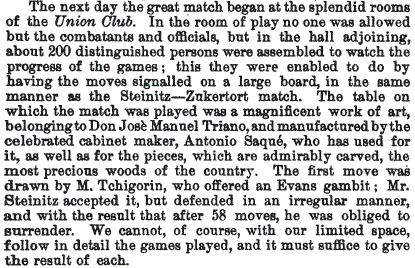 The next day the great match began at the splendid rooms
of the Union Club. In the room of play no one was allowed
but the combatants and officials, but in the hall adjoining,
about 200 distinguished persons were assembled to watch the
progress of the games; this they were enabled to do by
having the moves signalled on a large board, in the same
manner as the Steinitz—Zukertort match. The table on
which the match was played was a magnificent work of art,
belonging to Don Josè Manuel Triano, and manufactured by the
celebrated cabinet maker, Antonio Saqué, who has used for
it, as well as for the pieces, which are admirably carved, the
most precious woods of the country. The first move was
drawn by M. Tchigorin, who offered an Evans gambit; Mr.
Steinitz accepted it, but defended in an irregular manner,
and with the result that after 58 moves, he was obliged to
surrender. We cannot, of course, with our limited space,
follow in detail the games played, and it must suffice to give
the result of each.